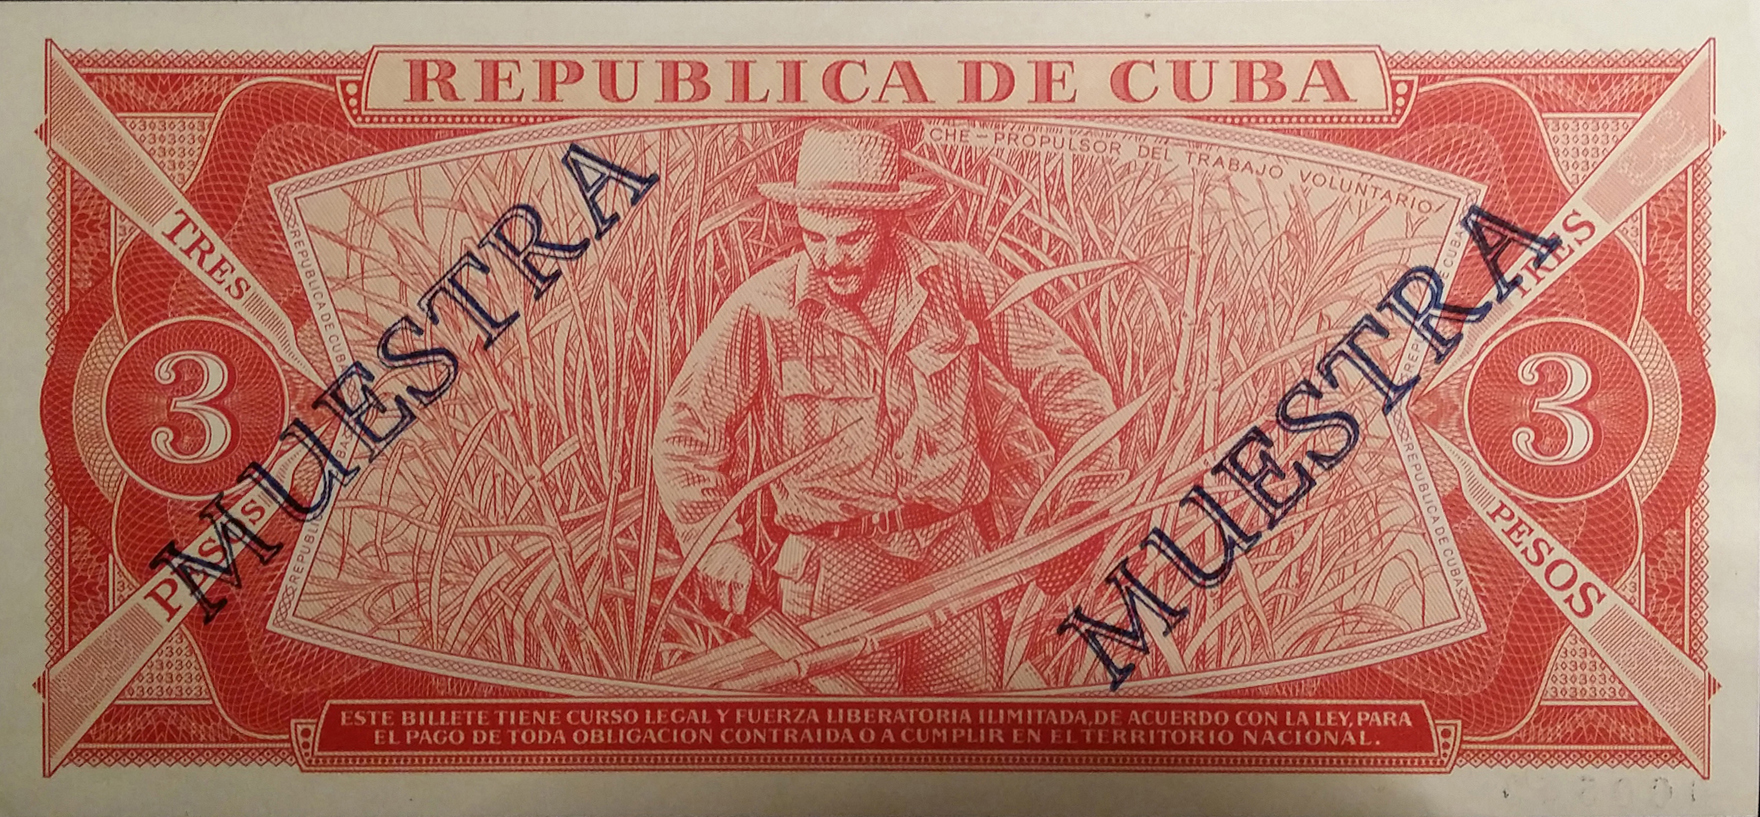 REPUBLICA DE CUBA
CHE - PROPULSOR DEL TRABAJO VOLUNTARIO
TRES
TRES
REPUBLICA DE CUBA
MUESTRA
MUESTRA
3
3
PESOS
PESOS
REPUBLICA DE CUBA
ESTE BILLETE TIENE CURSO LEGAL Y FUERZA LIBERATORIA ILIMITADA, DE ACUERDO CON LA LEY, PARA
EL PAGO DE TODA OBLIGACION CONTRAIDA O A CUMPLIR EN EL TERRITORIO NACIONAL.